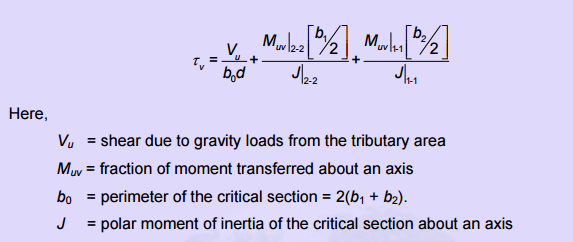 τv = Vu/b0d + Muv|2-2 [b1/2] / J|2-2 + Muv|1-1 [b2/2] / J|1-1
Here,
Vu = shear due to gravity loads from the tributary area
Muv = fraction of moment transferred about an axis
b0 = perimeter of the critical section = 2(b1 + b2).
J = polar moment of inertia of the critical section about an axis